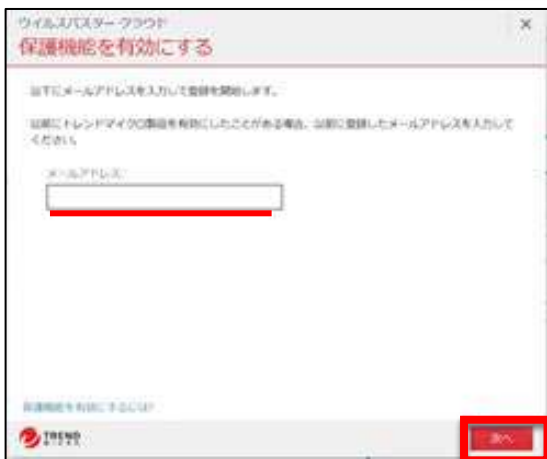 ウイルスバスター クラウド
保護機能を有効にする
以下にメールアドレスを入力して登録を開始します。
以前にトレンドマイクロ製品を有効にしたことがある場合、以前に登録したメールアドレスを入力して
ください。
メールアドレス:
保護機能を有効にするには?
TREND
MICRO
次へ